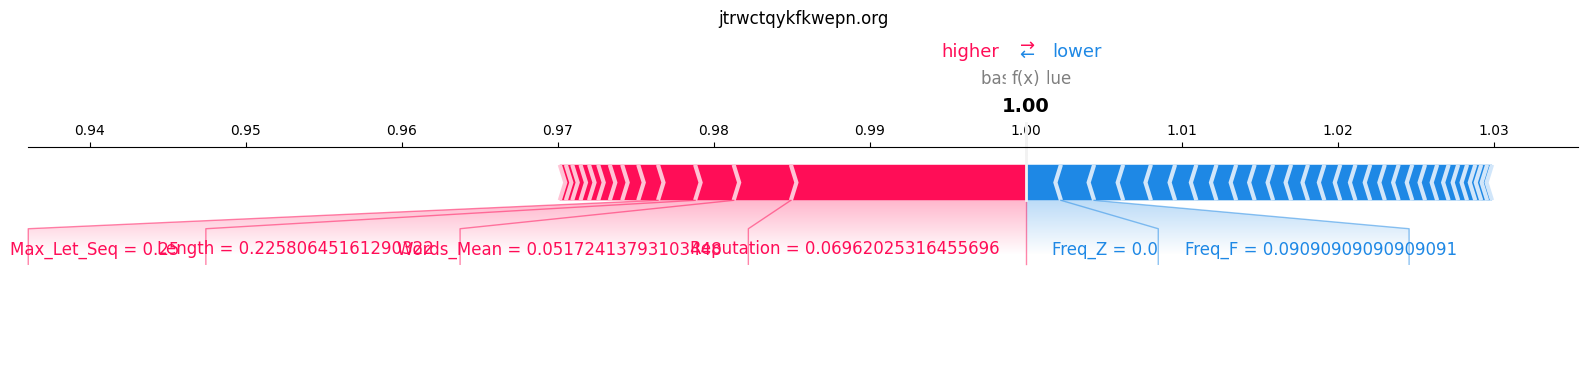 jtrwctqykfkwepn.org
higher → ← lower
bas f(x) lue
1.00
0.94 0.95 0.96 0.97 0.98 0.99 1.00 1.01 1.02 1.03
Max_Let_Seq = 0.25 Length = 0.22580645161290322 Words_Mean = 0.05172413793103448 Reputation = 0.06962025316455696 Freq_Z = 0.0 Freq_F = 0.09090909090909091